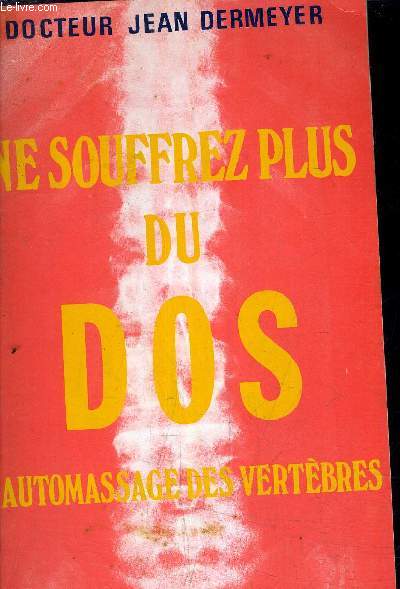 Le-livre.com
DOCTEUR JEAN DERMEYER
NE SOUFFREZ PLUS
DU
DOS
AUTOMASSAGE DES VERTÈBRES